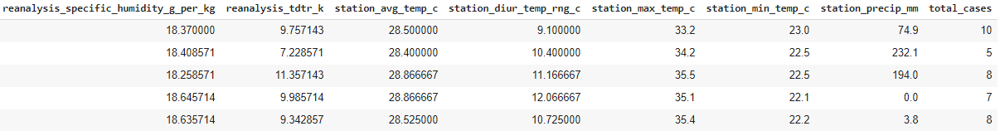 reanalysis_specific_humidity_g_per_kg reanalysis_tdtr_k station_avg_temp_c station_diur_temp_rng_c station_max_temp_c station_min_temp_c station_precip_mm total_cases
18.370000 9.757143 28.500000 9.100000 33.2 23.0 74.9 10
18.408571 7.228571 28.400000 10.400000 34.2 22.5 232.1 5
18.258571 11.357143 28.866667 11.166667 35.5 22.5 194.0 8
18.645714 9.985714 28.866667 12.066667 35.1 22.1 0.0 7
18.635714 9.342857 28.525000 10.725000 35.4 22.2 3.8 8